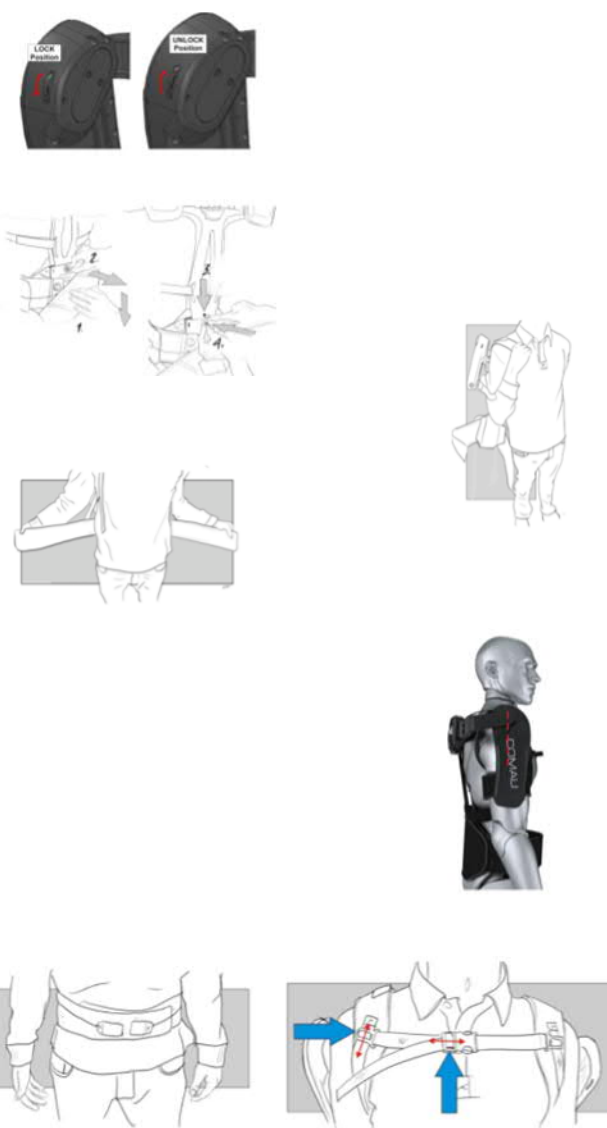 LOCK
Position
UNLOCK
Position
2.
1.
3.
4.
COMAU